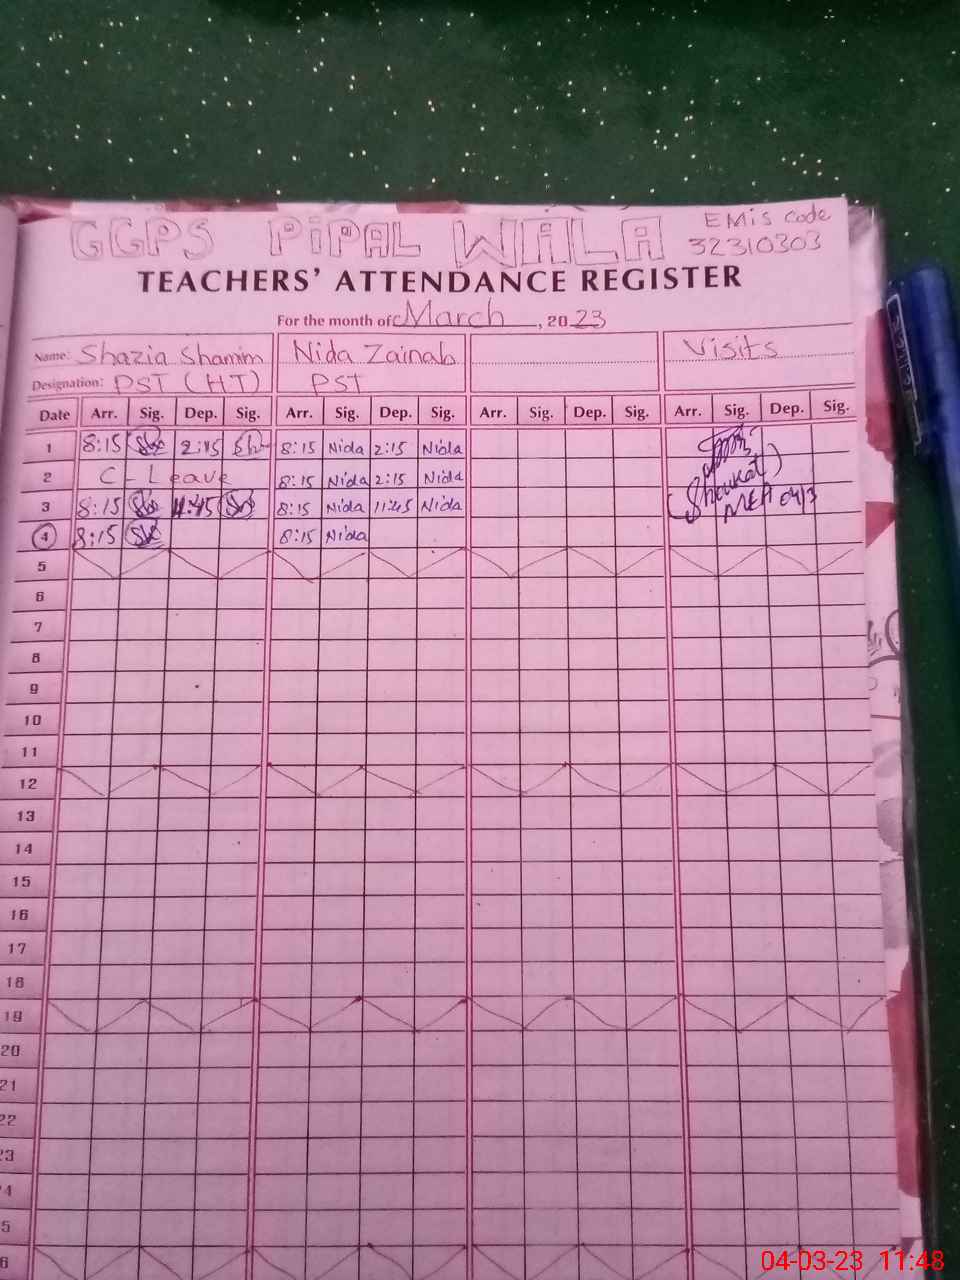 GGPS PiPAL WALA
EMis Code
32310303
TEACHERS' ATTENDANCE REGISTER
For the month of March, 2023
Name: Shazia Shamim Nida Zainab Visits
Designation: PST (HT) PST
Date Arr. Sig. Dep. Sig. Arr. Sig. Dep. Sig. Arr. Sig. Dep. Sig. Arr. Sig. Dep. Sig.
1 8:15 2:15 8:15 Nida 2:15 Nida
2 C - Leave 8:15 Nida 2:15 Nida
(Shoukat)
3 8:15 11:45 8:15 Nida 11:45 Nida MEA 04/3
4 8:15 8:15 Nida
5
6
7
8
9
10
11
12
13
14
15
16
17
18
19
20
21
22
23
4
5
6
04-03-23 11:48